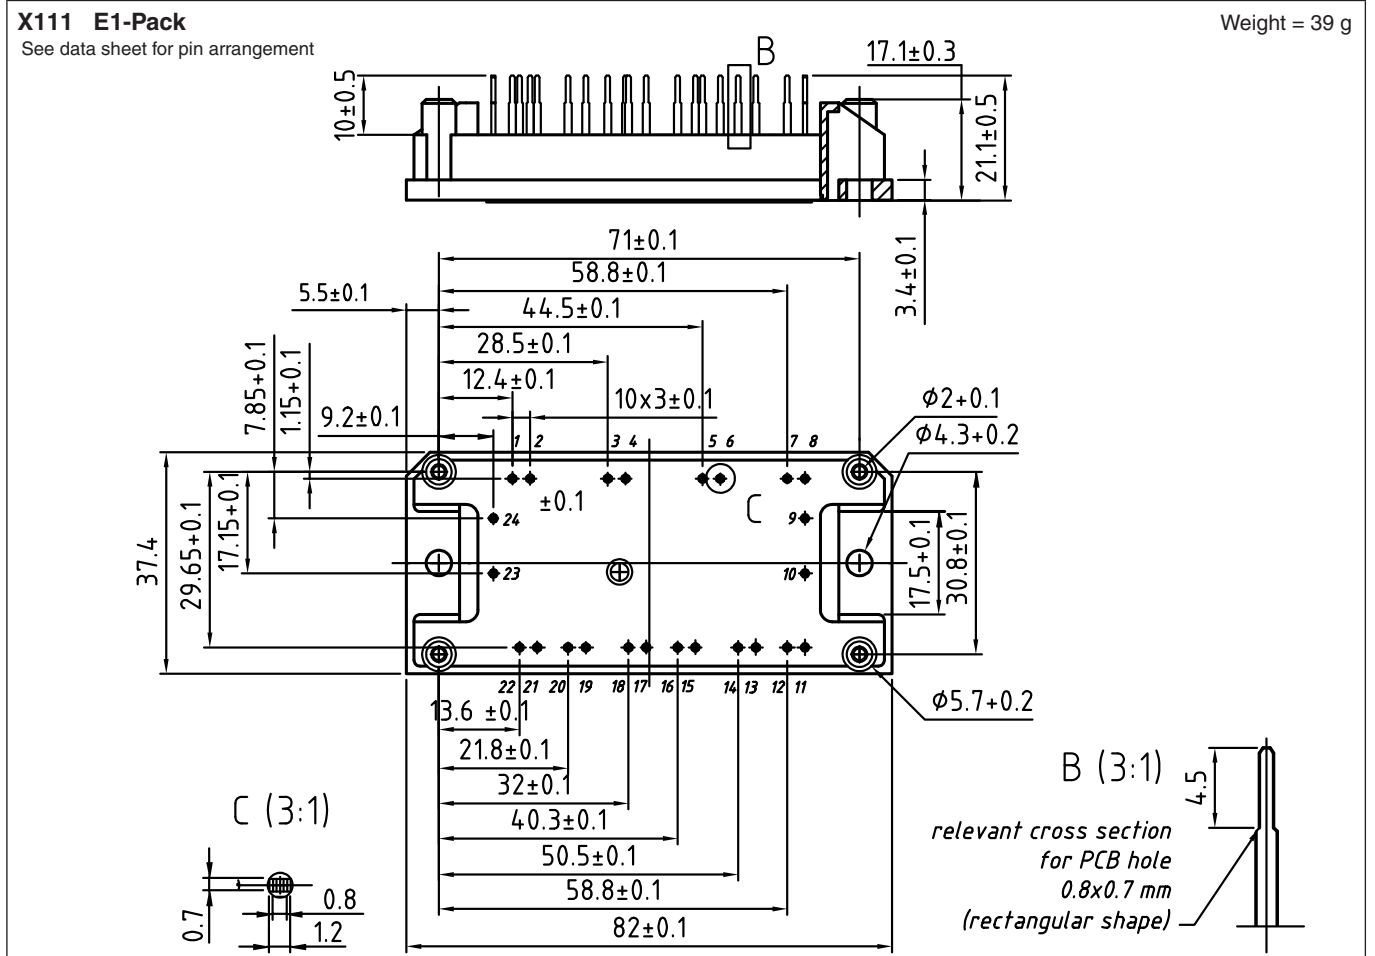 X111 E1-Pack
Weight = 39 g
See data sheet for pin arrangement
B
17.1±0.3
10±0.5
21.1±0.5
3.4±0.1
71±0.1
58.8±0.1
5.5±0.1
44.5±0.1
28.5±0.1
12.4±0.1
10x3±0.1
7.85+0.1
1.15+0.1
9.2±0.1
ϕ2+0.1
ϕ4.3+0.2
1 2 3 4 5 6 7 8
±0.1
C
24
9
37.4
29.65+0.1
17.15+0.1
23
10
17.5+0.1
30.8±0.1
22 21 20 19 18 17 16 15 14 13 12 11
ϕ5.7+0.2
13.6 ±0.1
21.8±0.1
32±0.1
40.3±0.1
50.5±0.1
58.8±0.1
82±0.1
C (3:1)
0.7
0.8
1.2
B (3:1)
4.5
relevant cross section
for PCB hole
0.8x0.7 mm
(rectangular shape)